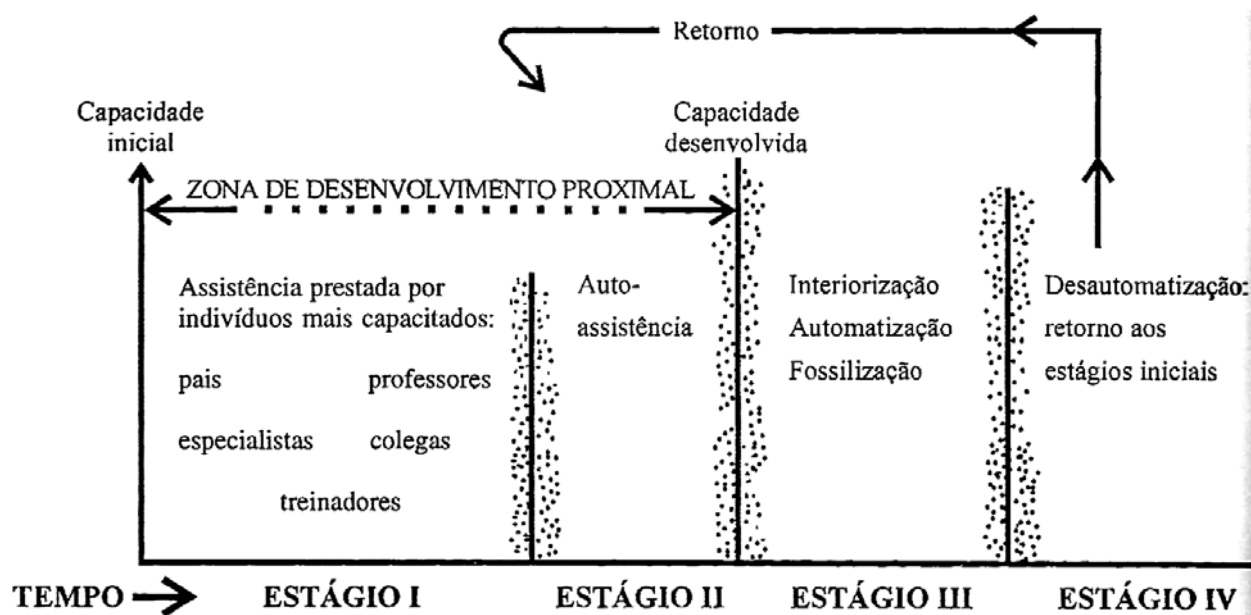 Retorno
Capacidade
inicial
Capacidade
desenvolvida
ZONA DE DESENVOLVIMENTO PROXIMAL
Assistência prestada por
indivíduos mais capacitados:
pais professores
especialistas colegas
treinadores
Auto-
assistência
Interiorização
Automatização
Fossilização
Desautomatização:
retorno aos
estágios iniciais
TEMPO ESTÁGIO I ESTÁGIO II ESTÁGIO III ESTÁGIO IV